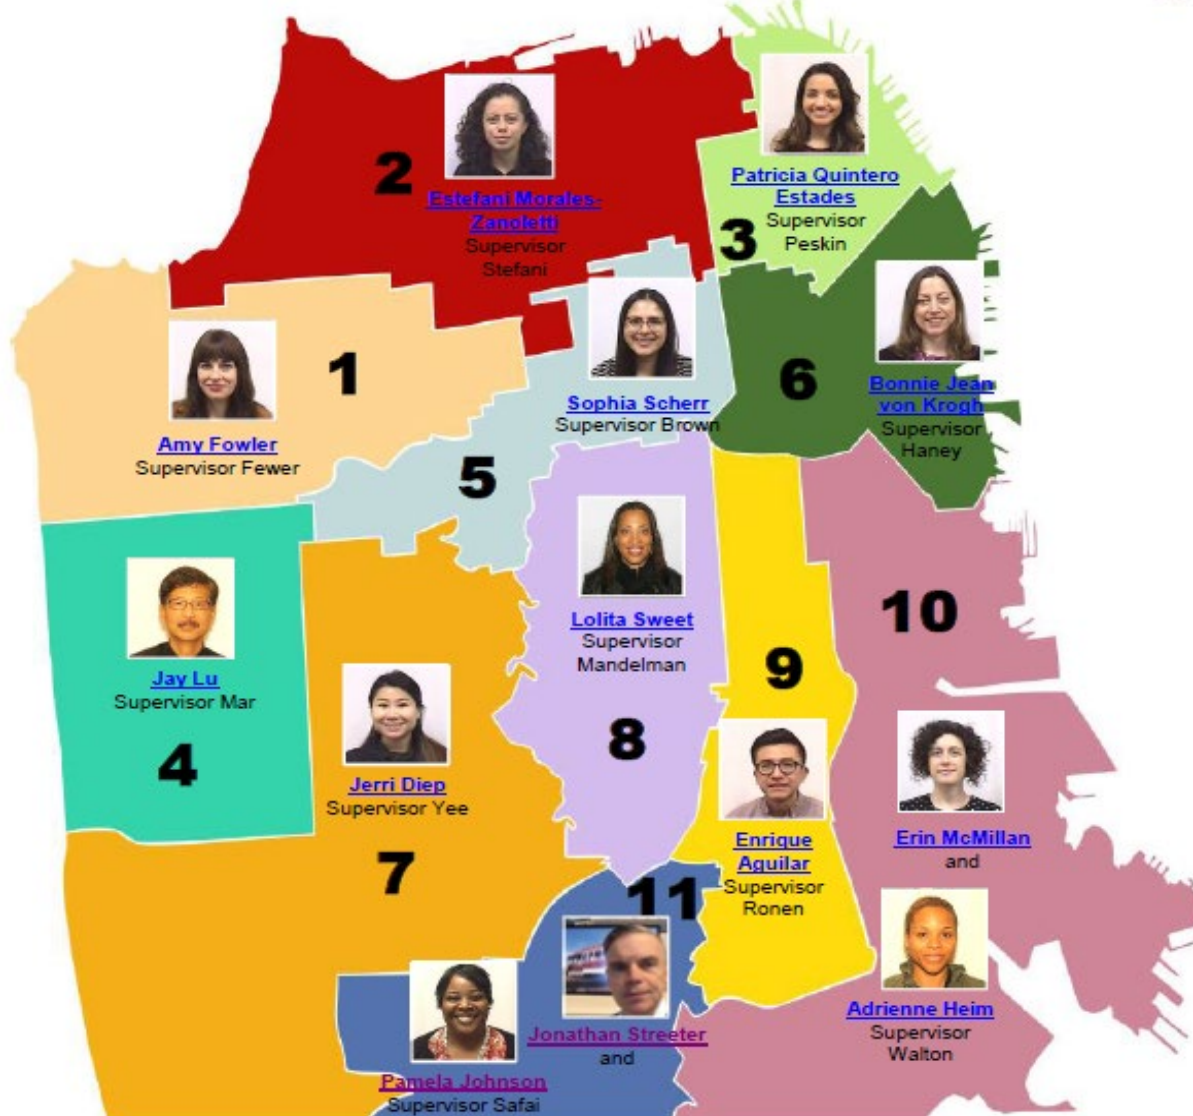 2
Estefani Morales-
Zanoletti
Supervisor
Stefani
Patricia Quintero
Estades
Supervisor
Peskin
3
1
Amy Fowler
Supervisor Fewer
Sophia Scherr
Supervisor Brown
5
6
Bonnie Jean
von Krogh
Supervisor
Haney
Jay Lu
Supervisor Mar
4
Jerri Diep
Supervisor Yee
7
Lolita Sweet
Supervisor
Mandelman
8
9
Enrique
Aguilar
Supervisor
Ronen
10
Erin McMillan
and
Adrienne Heim
Supervisor
Walton
11
Jonathan Streeter
and
Pamela Johnson
Supervisor Safai